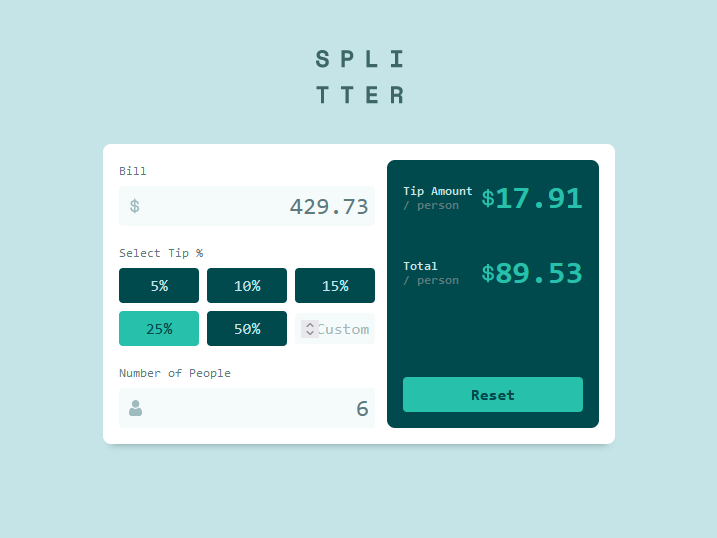 SPLI
TTER
Bill
$ 429.73
Select Tip %
5% 10% 15%
25% 50% Custom
Number of People
6
Tip Amount
/ person
$17.91
Total
/ person
$89.53
Reset